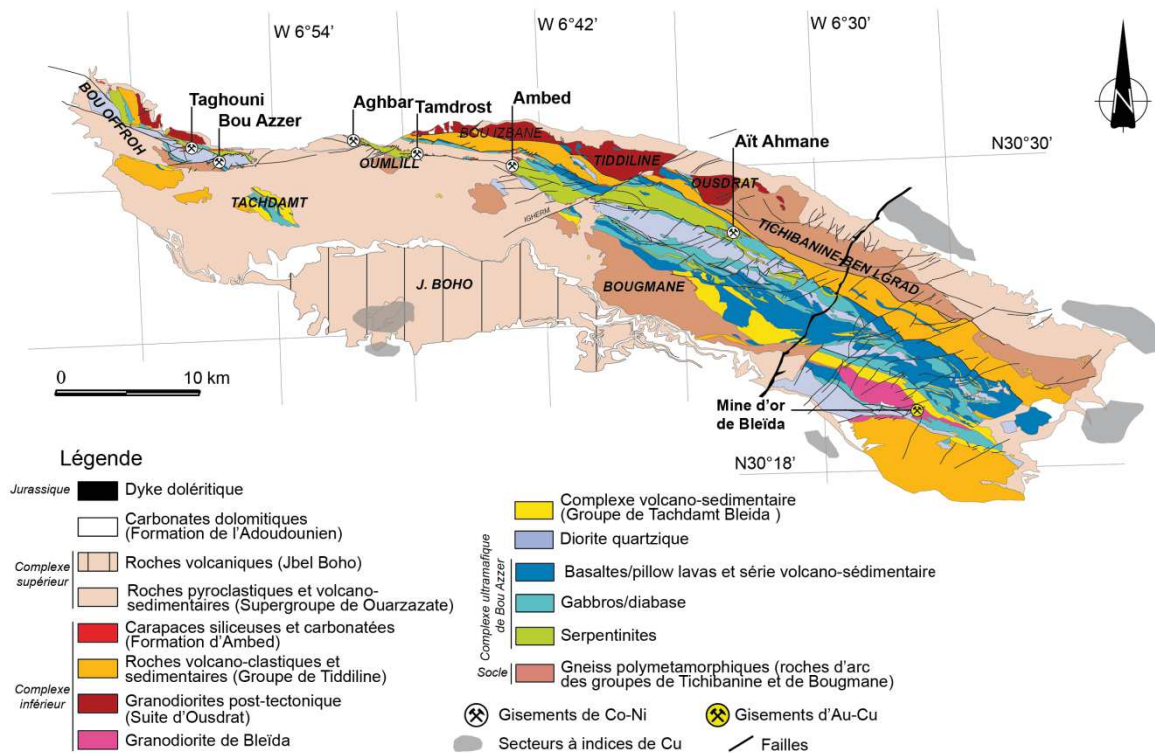 W 6°54'
W 6°42'
W 6°30'
Taghouni
Bou Azzer
Aghbar
Tamdrost
Ambed
Aït Ahmane
N30°30'
BOU OFFROH
BOU IZBANE
TIDDILINE
OUSDRAT
OUMLILL
TACHDAMT
IGHERM
TICHIBANINE-BEN LGRAD
J. BOHO
BOUGMANE
0 10 km
N
Mine d'or
de Bleïda
N30°18'
Légende
Jurassique
Dyke doléritique
Carbonates dolomitiques
(Formation de l'Adoudounien)
Complexe
supérieur
Roches volcaniques (Jbel Boho)
Roches pyroclastiques et volcano-
sedimentaires (Supergroupe de Ouarzazate)
Complexe
inférieur
Carapaces siliceuses et carbonatées
(Formation d'Ambed)
Roches volcano-clastiques et
sedimentaires (Groupe de Tiddiline)
Granodiorites post-tectonique
(Suite d'Ousdrat)
Granodiorite de Bleïda
Complexe volcano-sedimentaire
(Groupe de Tachdamt Bleida )
Complexe ultramafique
de Bou Azzer
Diorite quartzique
Basaltes/pillow lavas et série volcano-sédimentaire
Gabbros/diabase
Serpentinites
Socle
Gneiss polymetamorphiques (roches d'arc
des groupes de Tichibanine et de Bougmane)
Gisements de Co-Ni
Gisements d'Au-Cu
Secteurs à indices de Cu
Failles